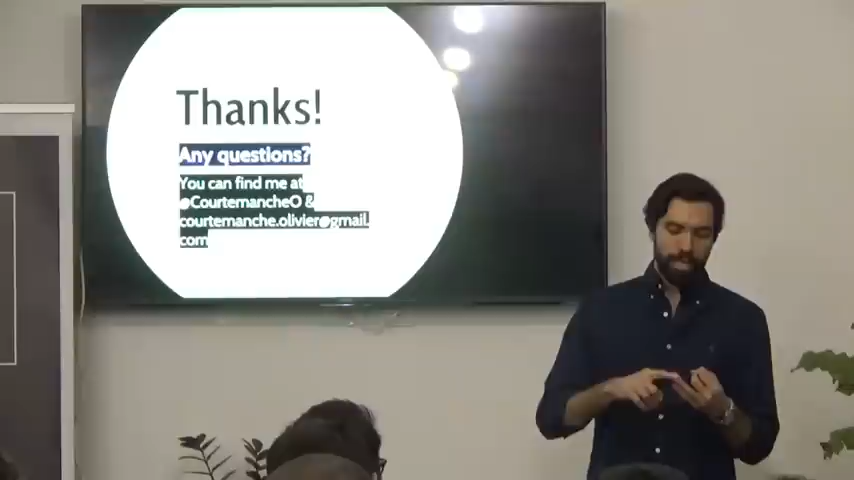 Thanks!
Any questions?
You can find me at
@CourtemancheO &
courtemanche.olivier@gmail.
com